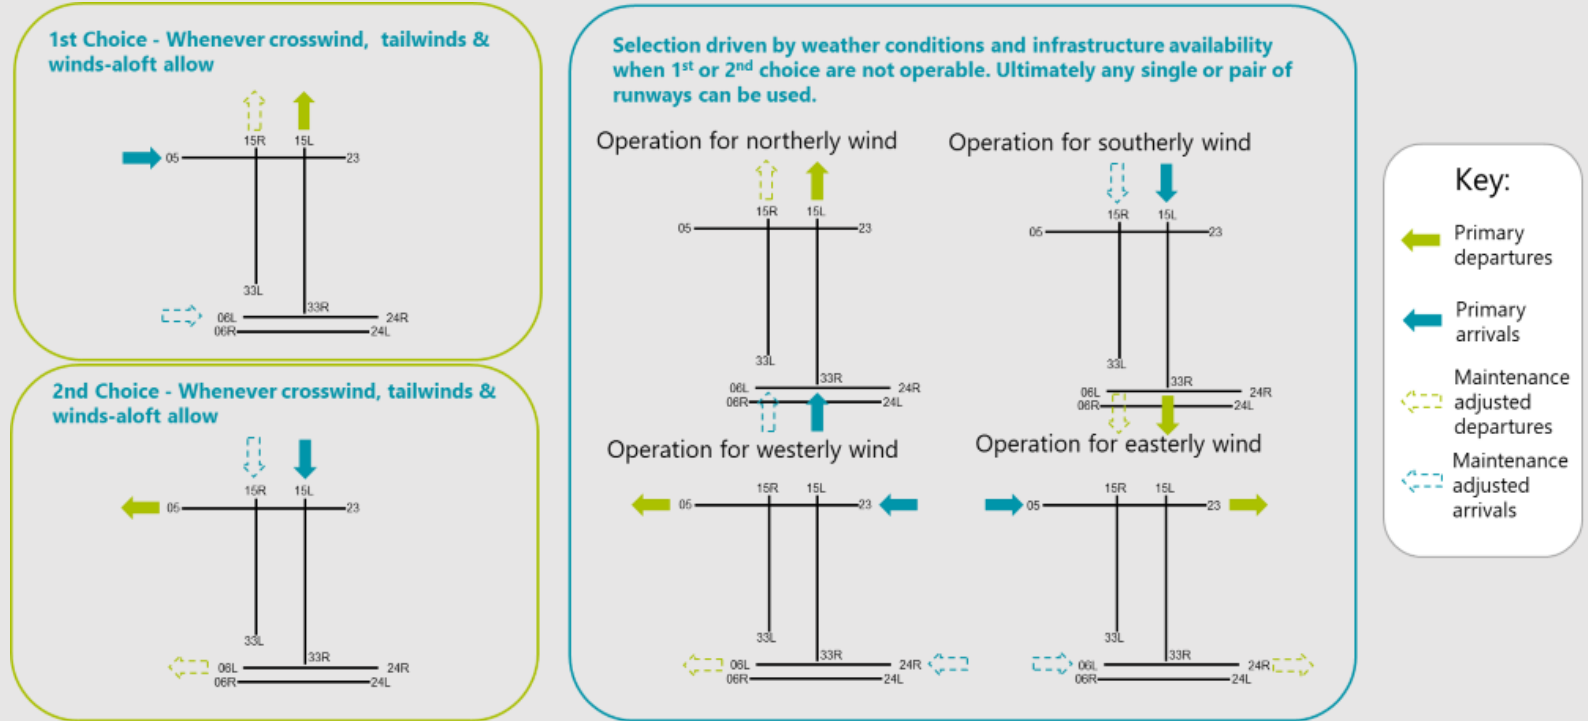 1st Choice - Whenever crosswind, tailwinds &
winds-aloft allow
15R 15L
05 23
33L
33R
06L 24R
06R 24L
2nd Choice - Whenever crosswind, tailwinds &
winds-aloft allow
15R 15L
05 23
33L
33R
06L 24R
06R 24L
Selection driven by weather conditions and infrastructure availability
when 1st or 2nd choice are not operable. Ultimately any single or pair of
runways can be used.
Operation for northerly wind
15R 15L
05 23
33L
33R
06L 24R
06R 24L
Operation for southerly wind
15R 15L
05 23
33L
33R
06L 24R
06R 24L
Operation for westerly wind
15R 15L
05 23
33L
33R
06L 24R
06R 24L
Operation for easterly wind
15R 15L
05 23
33L
33R
06L 24R
06R 24L
Key:
Primary
departures
Primary
arrivals
Maintenance
adjusted
departures
Maintenance
adjusted
arrivals